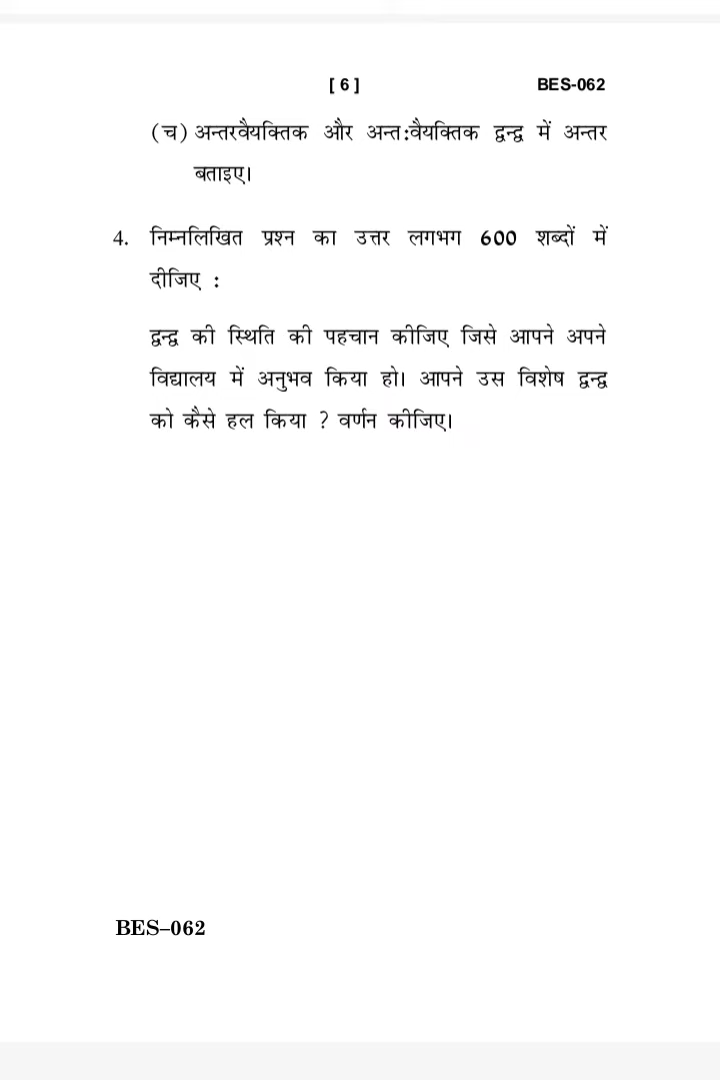 [ 6 ] BES-062
(च) अन्तरवैयक्तिक और अन्त:वैयक्तिक द्वन्द्व में अन्तर
बताइए।
4. निम्नलिखित प्रश्न का उत्तर लगभग 600 शब्दों में
दीजिए :
द्वन्द्व की स्थिति की पहचान कीजिए जिसे आपने अपने
विद्यालय में अनुभव किया हो। आपने उस विशेष द्वन्द्व
को कैसे हल किया ? वर्णन कीजिए।
BES–062